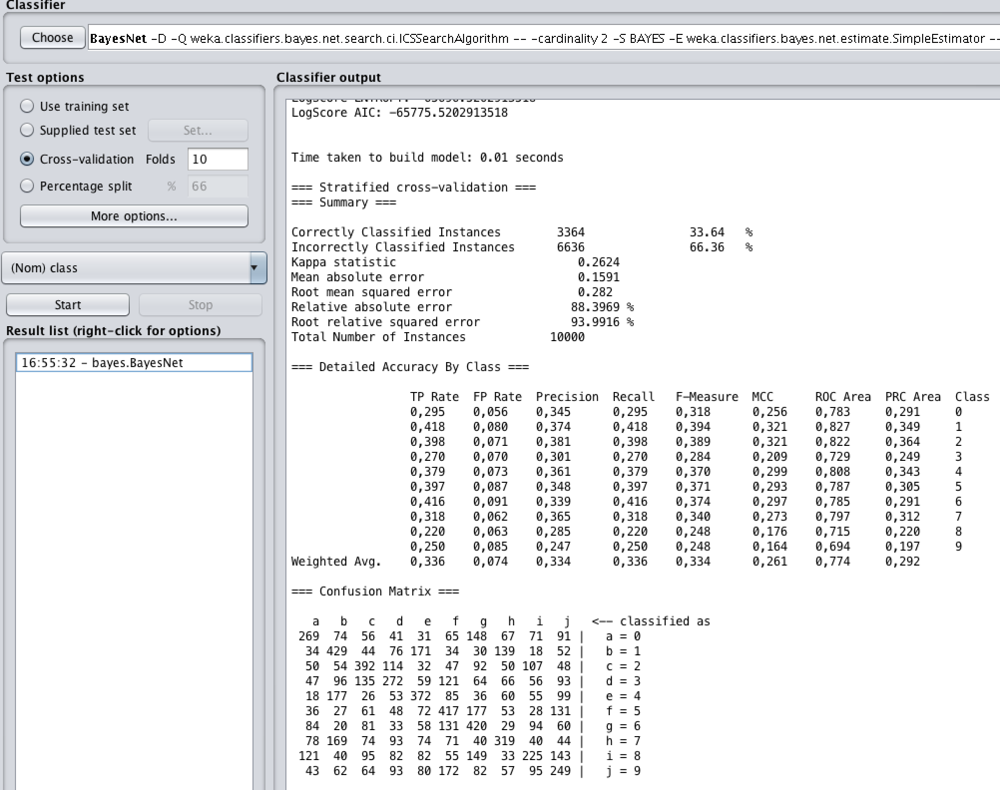 Classifier
Choose
BayesNet -D -Q weka.classifiers.bayes.net.search.ci.ICSSearchAlgorithm -- -cardinality 2 -S BAYES -E weka.classifiers.bayes.net.estimate.SimpleEstimator --
Test options
Use training set
Supplied test set Set...
Cross-validation Folds 10
Percentage split % 66
More options...
(Nom) class
Start Stop
Result list (right-click for options)
16:55:32 - bayes.BayesNet
Classifier output
LogScore AIC: -65775.5202913518
Time taken to build model: 0.01 seconds
=== Stratified cross-validation ===
=== Summary ===
Correctly Classified Instances 3364 33.64 %
Incorrectly Classified Instances 6636 66.36 %
Kappa statistic 0.2624
Mean absolute error 0.1591
Root mean squared error 0.282
Relative absolute error 88.3969 %
Root relative squared error 93.9916 %
Total Number of Instances 10000
=== Detailed Accuracy By Class ===
TP Rate FP Rate Precision Recall F-Measure MCC ROC Area PRC Area Class
0,295 0,056 0,345 0,295 0,318 0,256 0,783 0,291 0
0,418 0,080 0,374 0,418 0,394 0,321 0,827 0,349 1
0,398 0,071 0,381 0,398 0,389 0,321 0,822 0,364 2
0,270 0,070 0,301 0,270 0,284 0,209 0,729 0,249 3
0,379 0,073 0,361 0,379 0,370 0,299 0,808 0,343 4
0,397 0,087 0,348 0,397 0,371 0,293 0,787 0,305 5
0,416 0,091 0,339 0,416 0,374 0,297 0,785 0,291 6
0,318 0,062 0,365 0,318 0,340 0,273 0,797 0,312 7
0,220 0,063 0,285 0,220 0,248 0,176 0,715 0,220 8
0,250 0,085 0,247 0,250 0,248 0,164 0,694 0,197 9
Weighted Avg. 0,336 0,074 0,334 0,336 0,334 0,261 0,774 0,292
=== Confusion Matrix ===
a b c d e f g h i j <-- classified as
269 74 56 41 31 65 148 67 71 91 | a = 0
34 429 44 76 171 34 30 139 18 52 | b = 1
50 54 392 114 32 47 92 50 107 48 | c = 2
47 96 135 272 59 121 64 66 56 93 | d = 3
18 177 26 53 372 85 36 60 55 99 | e = 4
36 27 61 48 72 417 177 53 28 131 | f = 5
84 20 81 33 58 131 420 29 94 60 | g = 6
78 169 74 93 74 71 40 319 40 44 | h = 7
121 40 95 82 82 55 149 33 225 143 | i = 8
43 62 64 93 80 172 82 57 95 249 | j = 9